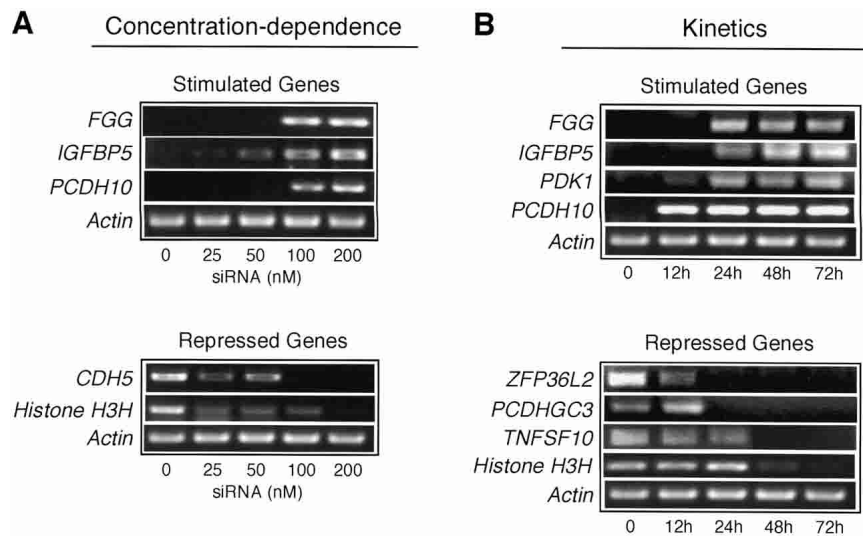 A Concentration-dependence
Stimulated Genes
FGG
IGFBP5
PCDH10
Actin
0 25 50 100 200
siRNA (nM)
Repressed Genes
CDH5
Histone H3H
Actin
0 25 50 100 200
siRNA (nM)
B Kinetics
Stimulated Genes
FGG
IGFBP5
PDK1
PCDH10
Actin
0 12h 24h 48h 72h
Repressed Genes
ZFP36L2
PCDHGC3
TNFSF10
Histone H3H
Actin
0 12h 24h 48h 72h